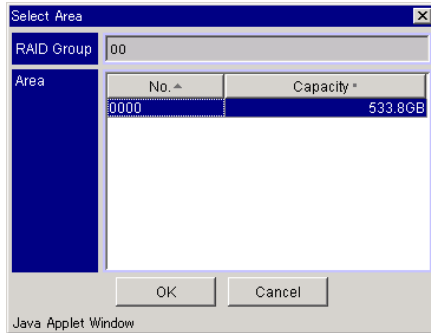 Select Area
RAID Group 00
Area
No. Capacity
0000 533.8GB
OK Cancel
Java Applet Window